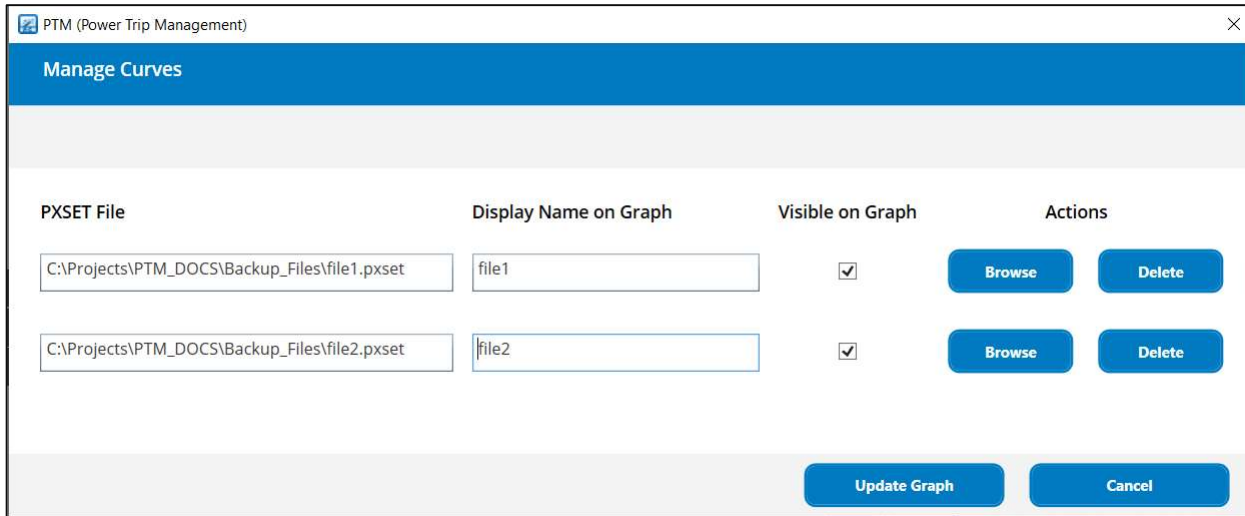 PTM (Power Trip Management)
Manage Curves
PXSET File Display Name on Graph Visible on Graph Actions
C:\Projects\PTM_DOCS\Backup_Files\file1.pxset file1 Browse Delete
C:\Projects\PTM_DOCS\Backup_Files\file2.pxset file2 Browse Delete
Update Graph Cancel